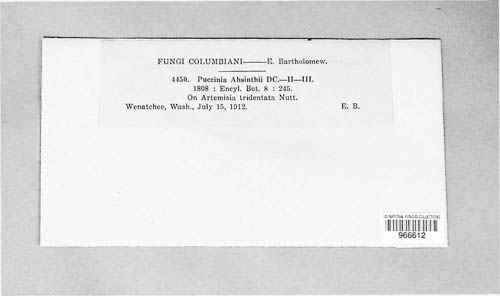 FUNGI COLUMBIANI——E. Bartholomew.
4450. Puccinia Absinthii DC.—II—III.
1808 : Encyl. Bot. 8 : 245.
On Artemisia tridentata Nutt.
Wenatchee, Wash., July 15, 1912. E. B.
US NATIONAL FUNGUS COLLECTIONS
966612